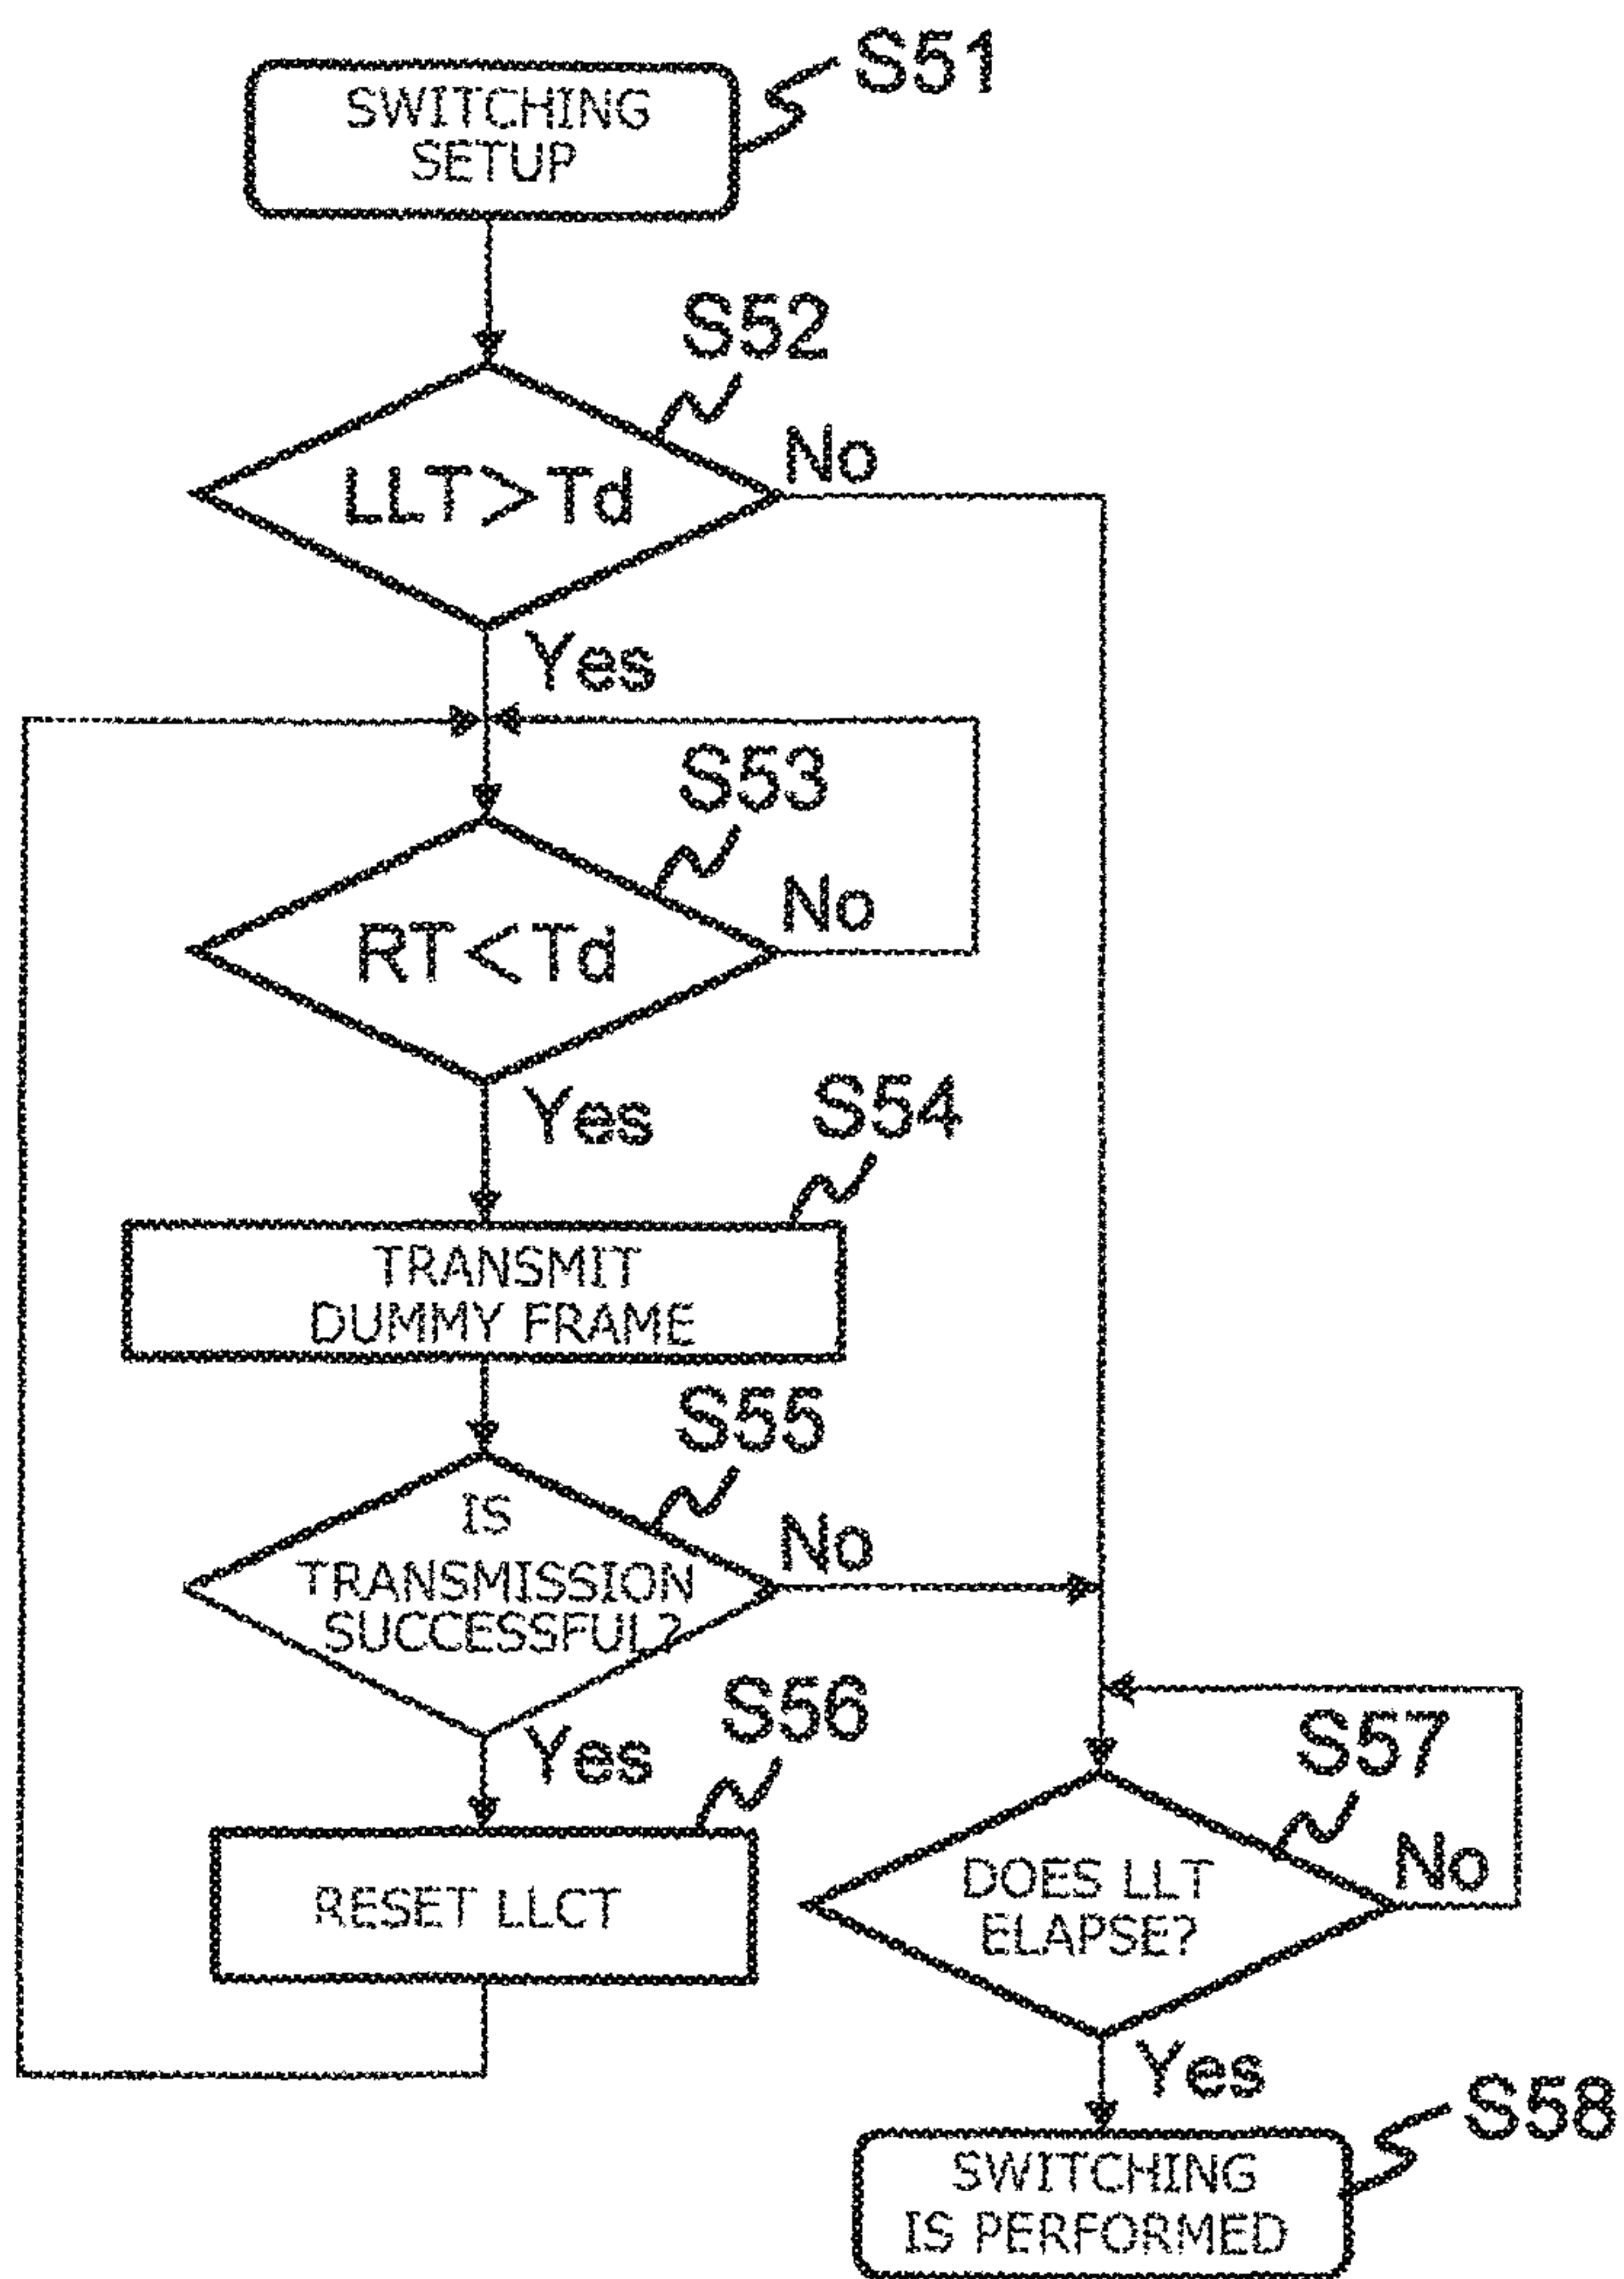 S51
SWITCHING
SETUP
S52
LLT>Td
No
Yes
S53
RT<Td
No
Yes
S54
TRANSMIT
DUMMY FRAME
S55
IS
TRANSMISSION
SUCCESSFUL?
No
Yes
S56
RESET LLCT
S57
DOES LLT
ELAPSE?
No
Yes
S58
SWITCHING
IS PERFORMED